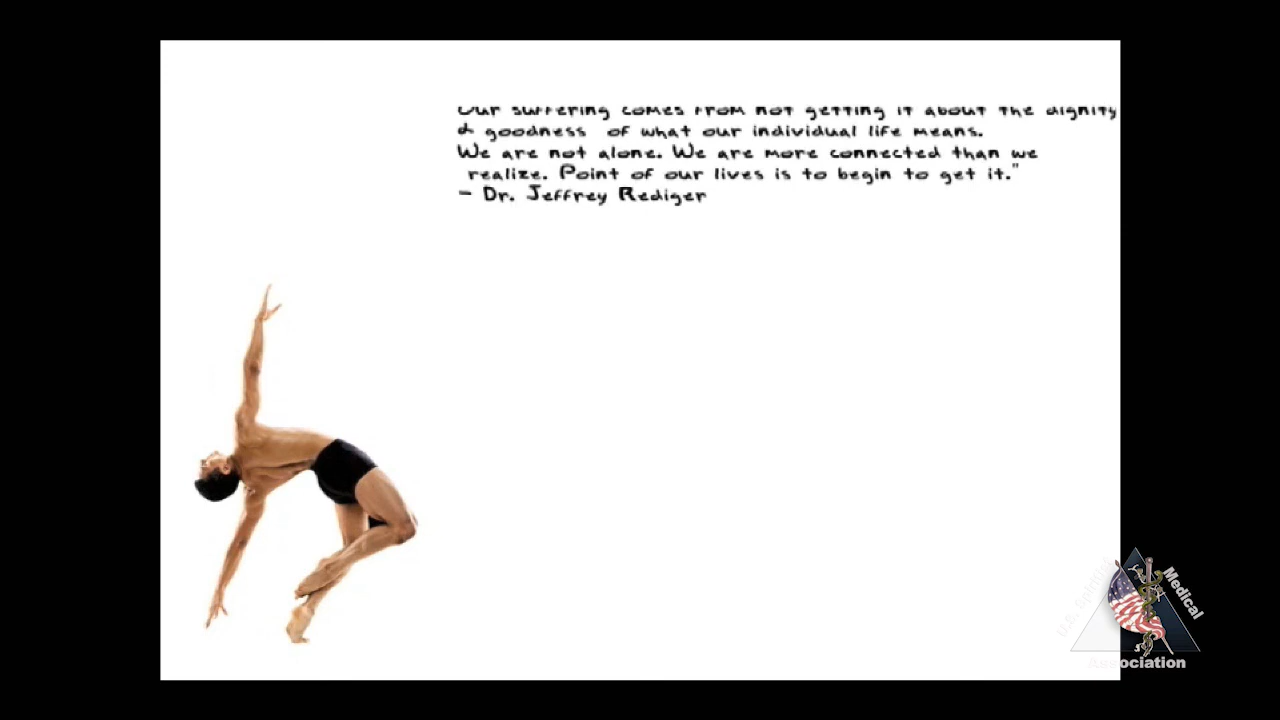 Our suffering comes from not getting it about the dignity
& goodness of what our individual life means.
We are not alone. We are more connected than we
realize. Point of our lives is to begin to get it."
- Dr. Jeffrey Rediger
U.S. Spiritist
Medical
Association